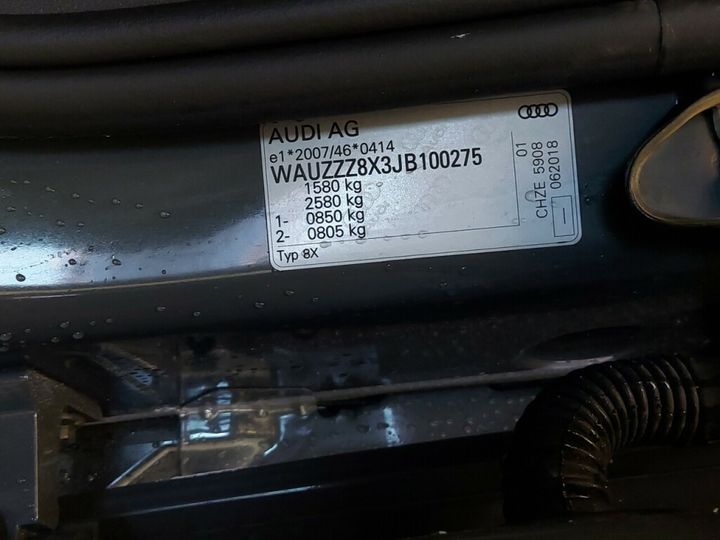 AUDI AG
e1*2007/46*0414
WAUZZZ8X3JB100275
1580 kg
2580 kg
1- 0850 kg
2- 0805 kg
Typ 8X
01
CHZE 5908
062018
—